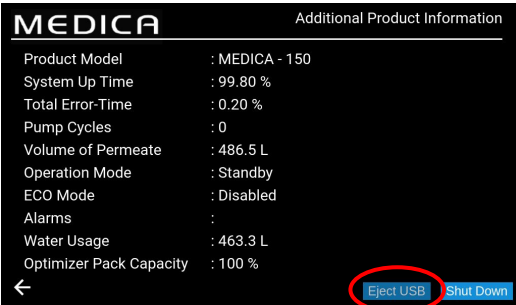 MEDICA
Additional Product Information
Product Model : MEDICA - 150
System Up Time : 99.80 %
Total Error-Time : 0.20 %
Pump Cycles : 0
Volume of Permeate : 486.5 L
Operation Mode : Standby
ECO Mode : Disabled
Alarms :
Water Usage : 463.3 L
Optimizer Pack Capacity : 100 %
Eject USB Shut Down